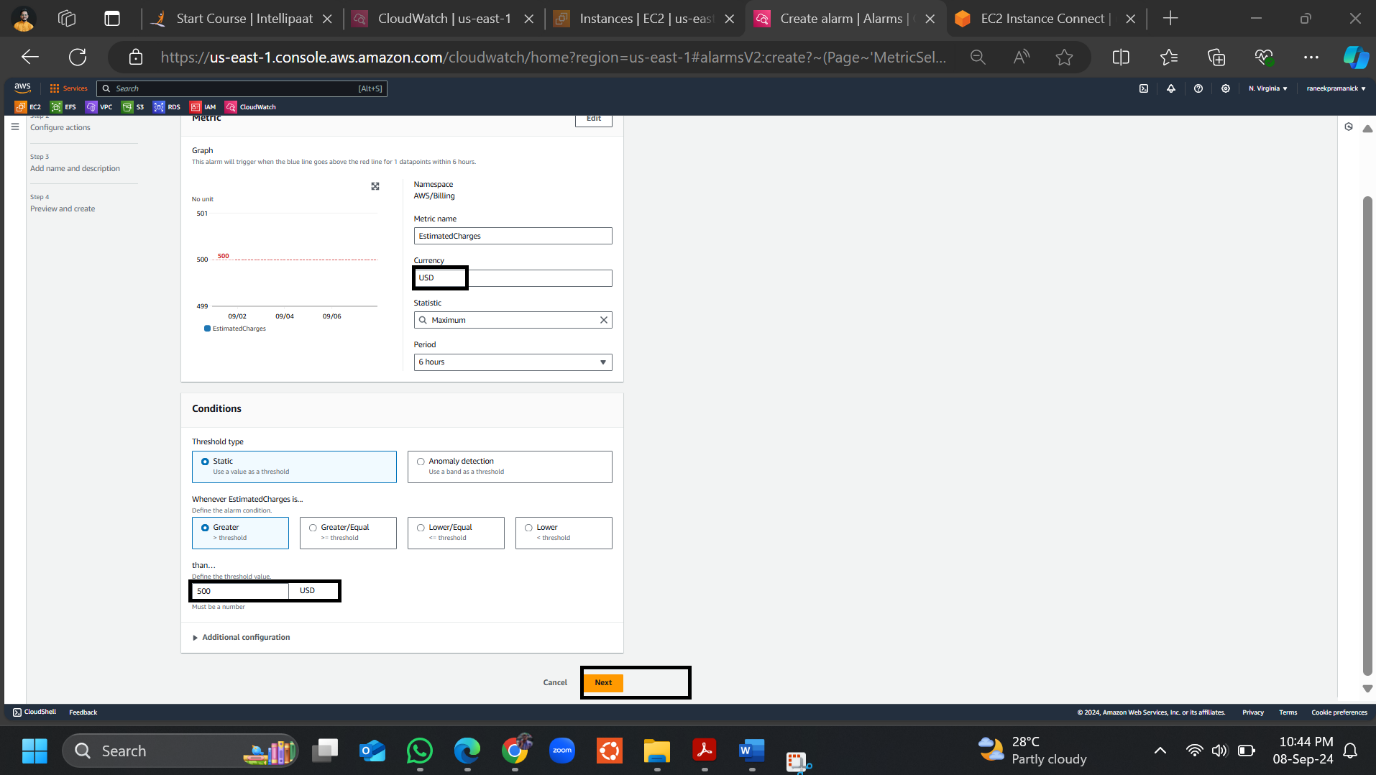 Start Course | Intellipaat
CloudWatch | us-east-1
Instances | EC2 | us-east
Create alarm | Alarms |
EC2 Instance Connect |
https://us-east-1.console.aws.amazon.com/cloudwatch/home?region=us-east-1#alarmsV2:create?~(Page~'MetricSel...
aws
Services
Search
[Alt+S]
N. Virginia
raneekpramanick
EC2
EFS
VPC
S3
RDS
IAM
CloudWatch
Step 2
Configure actions
Step 3
Add name and description
Step 4
Preview and create
Metric
Edit
Graph
This alarm will trigger when the blue line goes above the red line for 1 datapoints within 6 hours.
No unit
501
500
500
499
09/02
09/04
09/06
EstimatedCharges
Namespace
AWS/Billing
Metric name
EstimatedCharges
Currency
USD
Statistic
Maximum
Period
6 hours
Conditions
Threshold type
Static
Use a value as a threshold
Anomaly detection
Use a band as a threshold
Whenever EstimatedCharges is...
Define the alarm condition.
Greater
> threshold
Greater/Equal
>= threshold
Lower/Equal
<= threshold
Lower
< threshold
than...
Define the threshold value.
500
USD
Must be a number
Additional configuration
Cancel
Next
CloudShell
Feedback
© 2024, Amazon Web Services, Inc. or its affiliates.
Privacy
Terms
Cookie preferences
Search
zoom
28°C
Partly cloudy
10:44 PM
08-Sep-24